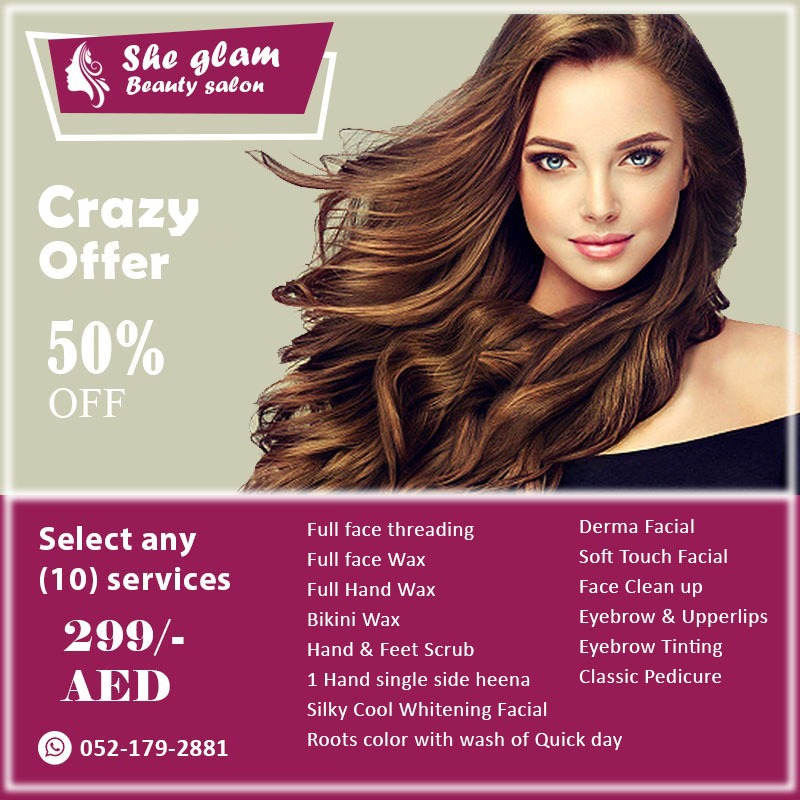 She glam
Beauty salon
Crazy
Offer
50%
OFF
Select any
(10) services
299/-
AED
052-179-2881
Full face threading
Full face Wax
Full Hand Wax
Bikini Wax
Hand & Feet Scrub
1 Hand single side heena
Silky Cool Whitening Facial
Roots color with wash of Quick day
Derma Facial
Soft Touch Facial
Face Clean up
Eyebrow & Upperlips
Eyebrow Tinting
Classic Pedicure